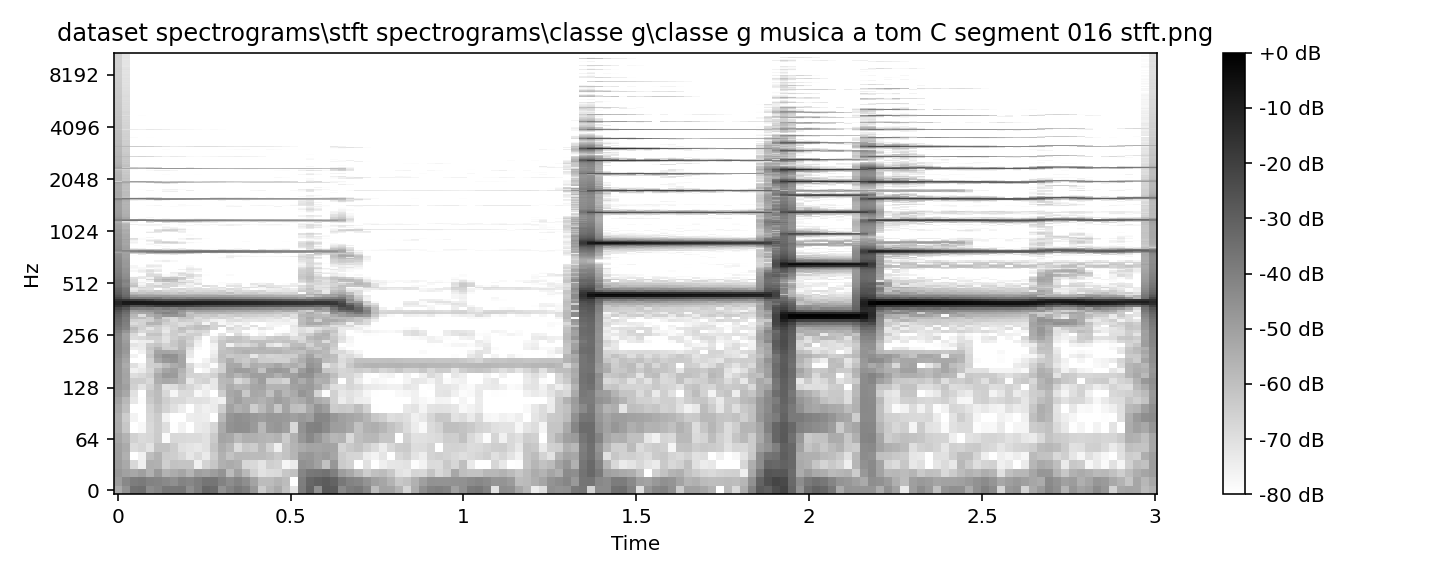 dataset spectrograms\stft spectrograms\classe g\classe g musica a tom C segment 016 stft.png
8192
4096
2048
1024
512
256
128
64
0
Hz
0
0.5
1
1.5
2
2.5
3
Time
+0 dB
-10 dB
-20 dB
-30 dB
-40 dB
-50 dB
-60 dB
-70 dB
-80 dB